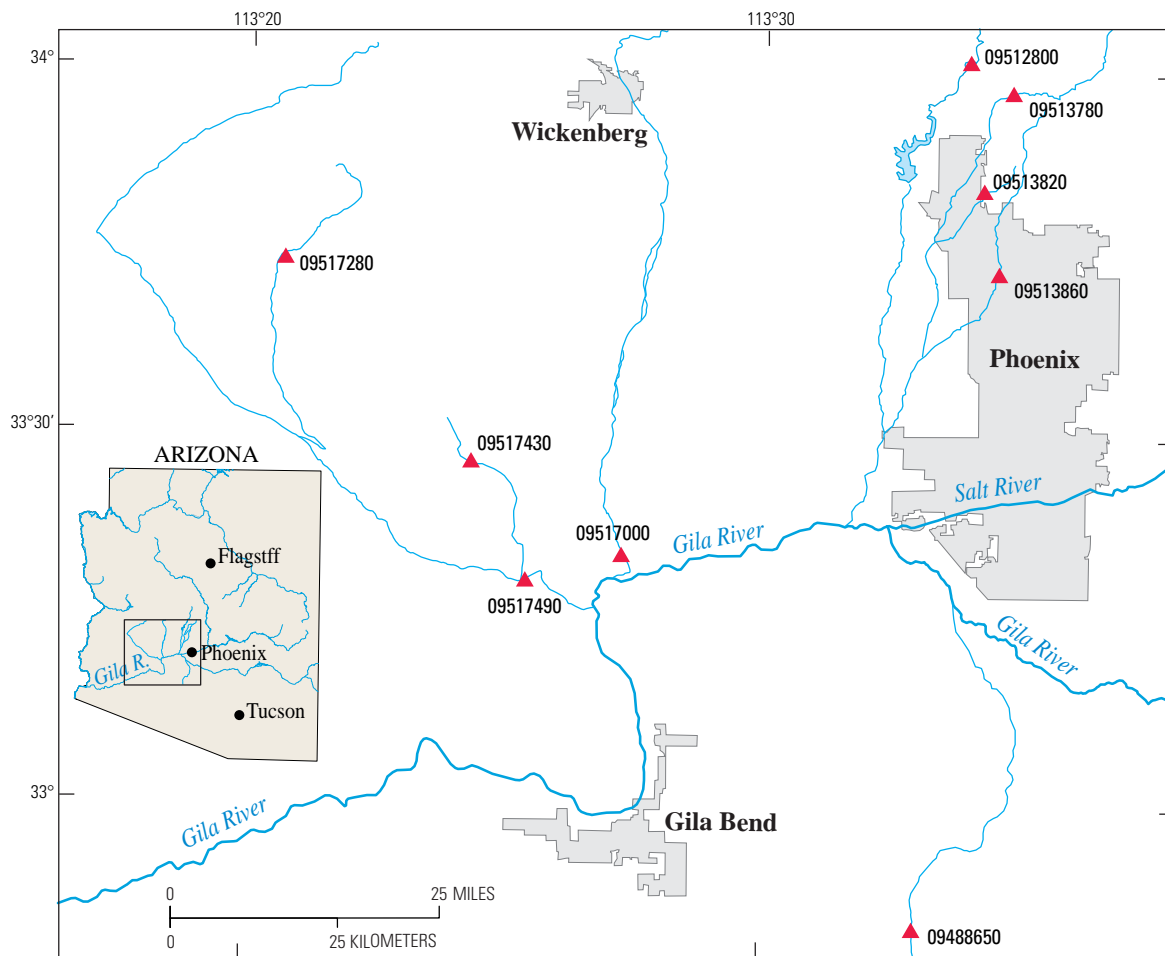 113°20
113°30
34°
09512800
09513780
Wickenberg
09513820
09517280
09513860
Phoenix
33°30'
09517430
ARIZONA
Salt River
09517000
Gila River
Flagstff
09517490
Gila River
Phoenix
Gila R.
Tucson
33°
Gila River
Gila Bend
0
25 MILES
0
25 KILOMETERS
09488650